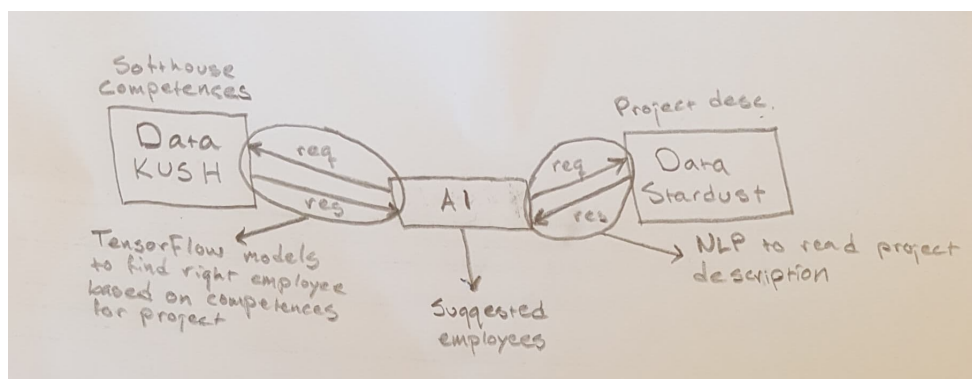 Softhouse
Competences
Data
KUSH
req
res
AI
req
res
Project desc.
Data
Stardust
TensorFlow models
to find right employee
based on competences
for project
Suggested
employees
NLP to read project
description